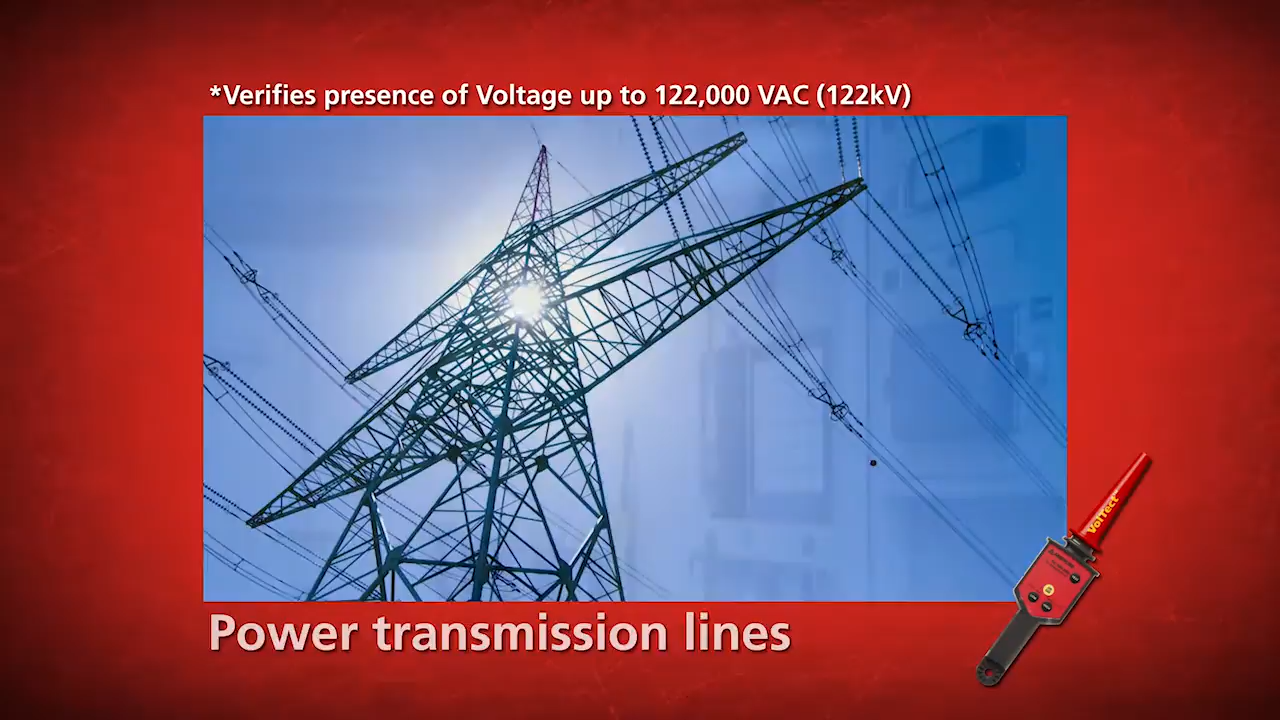 *Verifies presence of Voltage up to 122,000 VAC (122kV)
VolTect
Power transmission lines